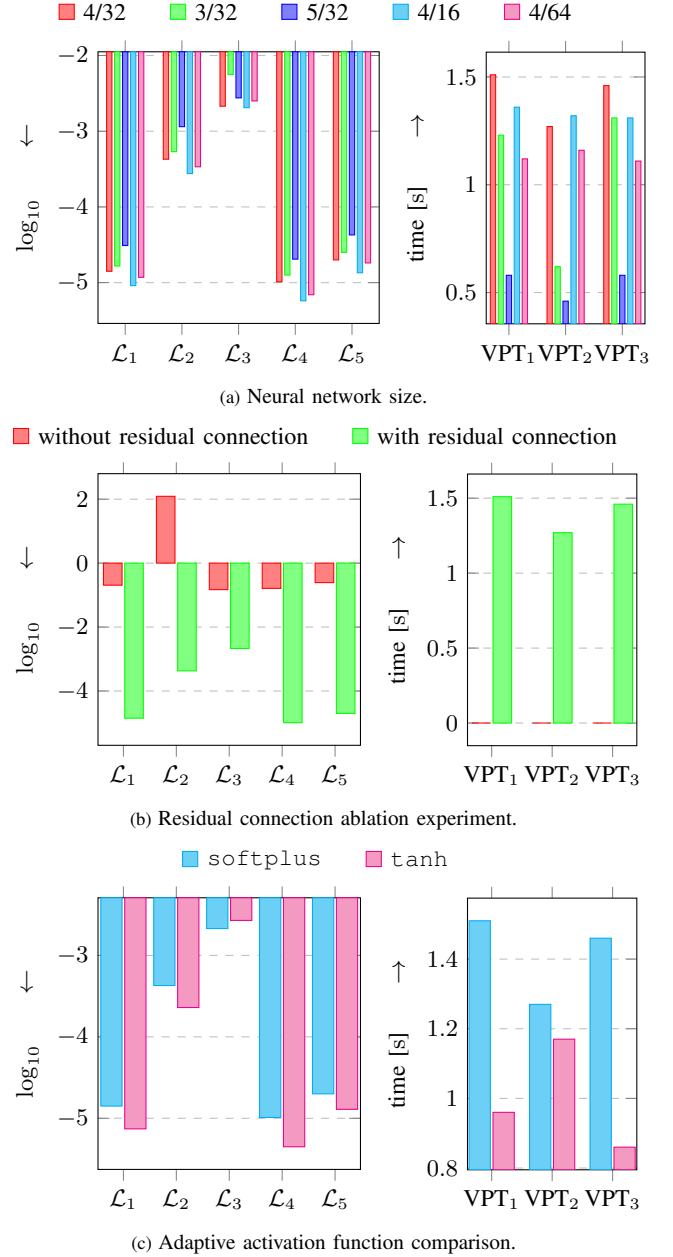 4/32 3/32 5/32 4/16 4/64
−2
−3
−4
−5
log10 ←
ℒ1 ℒ2 ℒ3 ℒ4 ℒ5
1.5
1
0.5
time [s] →
VPT1 VPT2 VPT3
(a) Neural network size.
without residual connection with residual connection
2
0
−2
−4
log10 ←
ℒ1 ℒ2 ℒ3 ℒ4 ℒ5
1.5
1
0.5
0
time [s] →
VPT1 VPT2 VPT3
(b) Residual connection ablation experiment.
softplus tanh
−3
−4
−5
log10 ←
ℒ1 ℒ2 ℒ3 ℒ4 ℒ5
1.4
1.2
1
0.8
time [s] →
VPT1 VPT2 VPT3
(c) Adaptive activation function comparison.